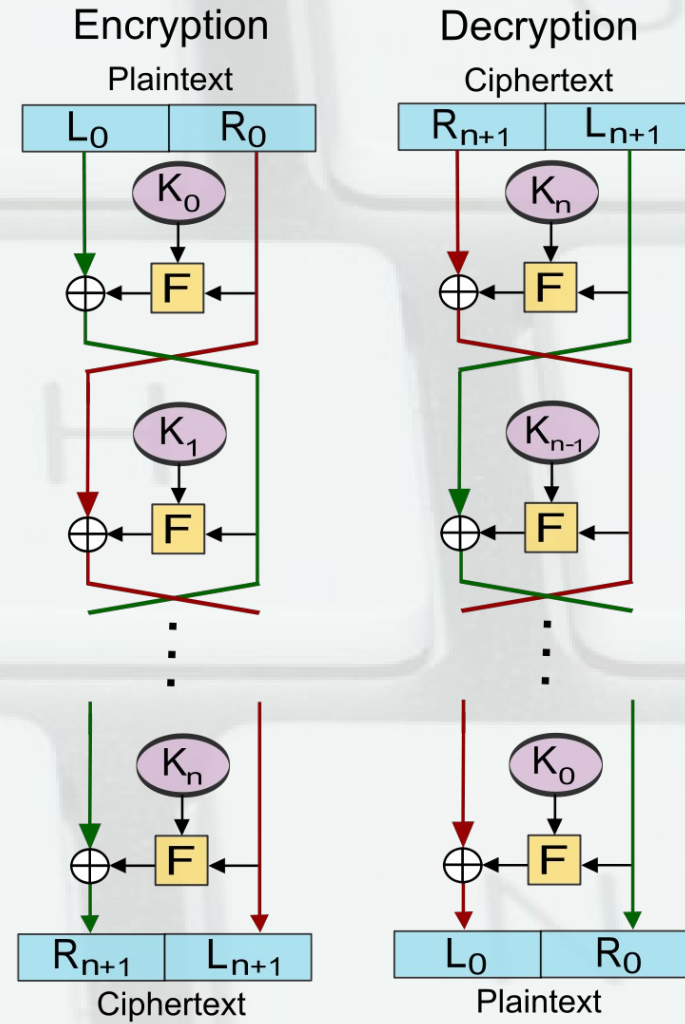 Encryption
Plaintext
L0 R0
K0
F
K1
F
Kn
F
Rn+1 Ln+1
Ciphertext
Decryption
Ciphertext
Rn+1 Ln+1
Kn
F
Kn-1
F
K0
F
L0 R0
Plaintext